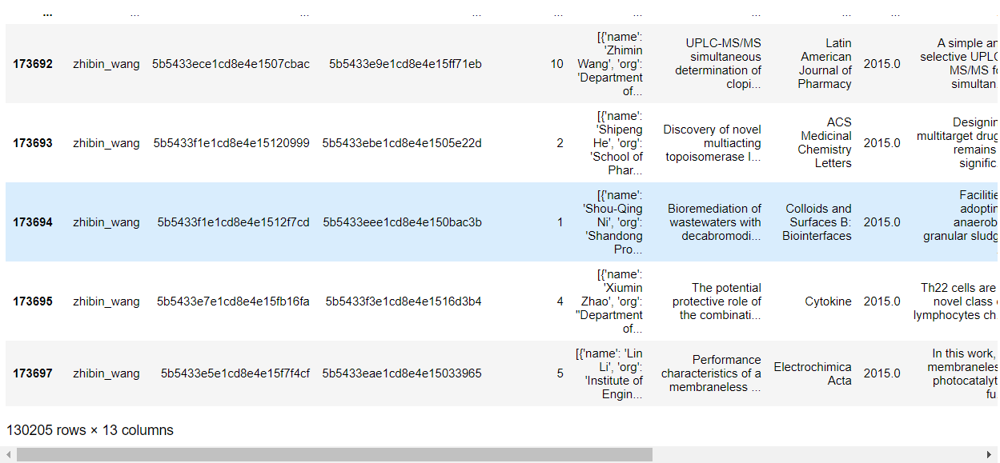 ... ... ... ... ... ... ... ... ...
[{'name':
'Zhimin
Wang', 'org':
'Department
of...
UPLC-MS/MS
simultaneous
determination of
clopi...
Latin
American
Journal of
Pharmacy
A simple an
selective UPLC
MS/MS fo
simultan.
173692 zhibin_wang 5b5433ece1cd8e4e1507cbac 5b5433e9e1cd8e4e15ff71eb 10 2015.0
[{'name':
'Shipeng
He', 'org':
'School of
Phar...
Discovery of novel
multiacting
topoisomerase I...
ACS
Medicinal
Chemistry
Letters
Designin
multitarget drug
remains
signific.
173693 zhibin_wang 5b5433f1e1cd8e4e15120999 5b5433ebe1cd8e4e1505e22d 2 2015.0
[{'name':
'Shou-Qing
Ni', 'org':
'Shandong
Pro...
Bioremediation of
wastewaters with
decabromodi...
Colloids and
Surfaces B:
Biointerfaces
Facilitie
adoptin
anaerob
granular sludg
173694 zhibin_wang 5b5433f1e1cd8e4e1512f7cd 5b5433eee1cd8e4e150bac3b 1 2015.0
[{'name':
'Xiumin
Zhao', 'org':
"Department
of...
The potential
protective role of
the combinati...
Cytokine
Th22 cells are
novel class
lymphocytes ch.
173695 zhibin_wang 5b5433e7e1cd8e4e15fb16fa 5b5433f3e1cd8e4e1516d3b4 4 2015.0
[{'name': 'Lin
Li', 'org':
'Institute of
Engin...
Performance
characteristics of a
membraneless ...
Electrochimica
Acta
In this work,
membraneles
photocatalyt
fu.
173697 zhibin_wang 5b5433e5e1cd8e4e15f7f4cf 5b5433eae1cd8e4e15033965 5 2015.0
130205 rows × 13 columns